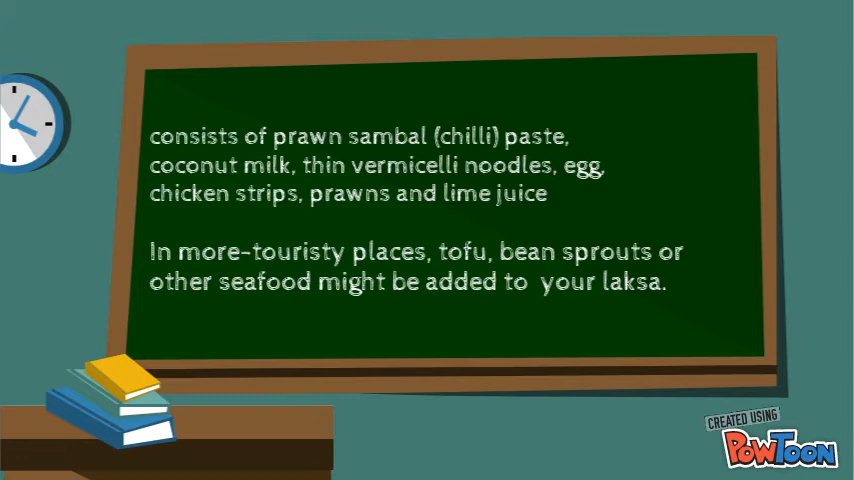 consists of prawn sambal (chilli) paste,
coconut milk, thin vermicelli noodles, egg,
chicken strips, prawns and lime juice
In more-touristy places, tofu, bean sprouts or
other seafood might be added to your laksa.
CREATED USING
POWTOON